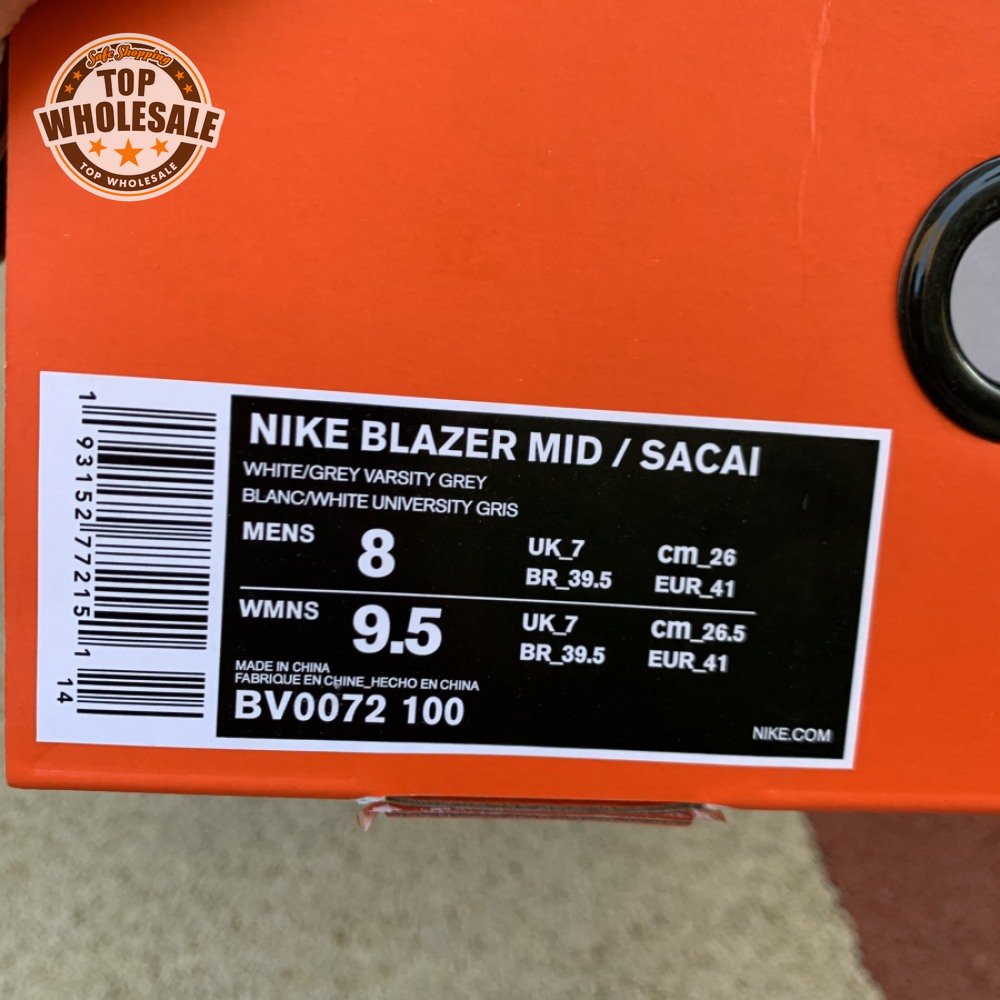 Safe Shopping
TOP
WHOLESALE
TOP WHOLESALE
1 93152 77215 1
14
NIKE BLAZER MID / SACAI
WHITE/GREY VARSITY GREY
BLANC/WHITE UNIVERSITY GRIS
MENS 8 UK_7 cm_26
BR_39.5 EUR_41
WMNS 9.5 UK_7 cm_26.5
BR_39.5 EUR_41
MADE IN CHINA
FABRIQUE EN CHINE_HECHO EN CHINA
BV0072 100
NIKE.COM